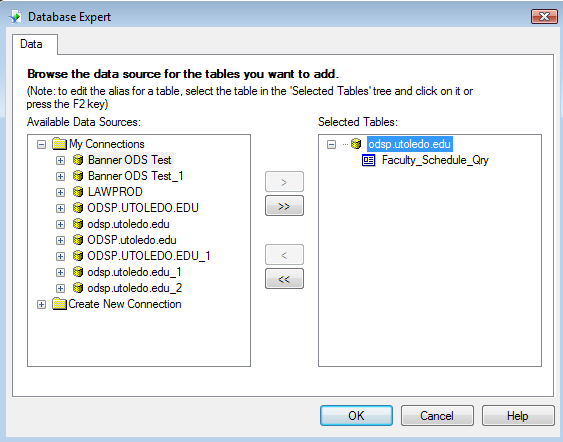 Database Expert
Data
Browse the data source for the tables you want to add.
(Note: to edit the alias for a table, select the table in the 'Selected Tables' tree and click on it or
press the F2 key)
Available Data Sources:
My Connections
Banner ODS Test
Banner ODS Test_1
LAWPROD
ODSP.UTOLEDO.EDU
odsp.utoledo.edu
ODSP.utoledo.edu
ODSP.UTOLEDO.EDU_1
odsp.utoledo.edu_1
odsp.utoledo.edu_2
Create New Connection
>
>>
<
<<
Selected Tables:
odsp.utoledo.edu
Faculty_Schedule_Qry
OK
Cancel
Help